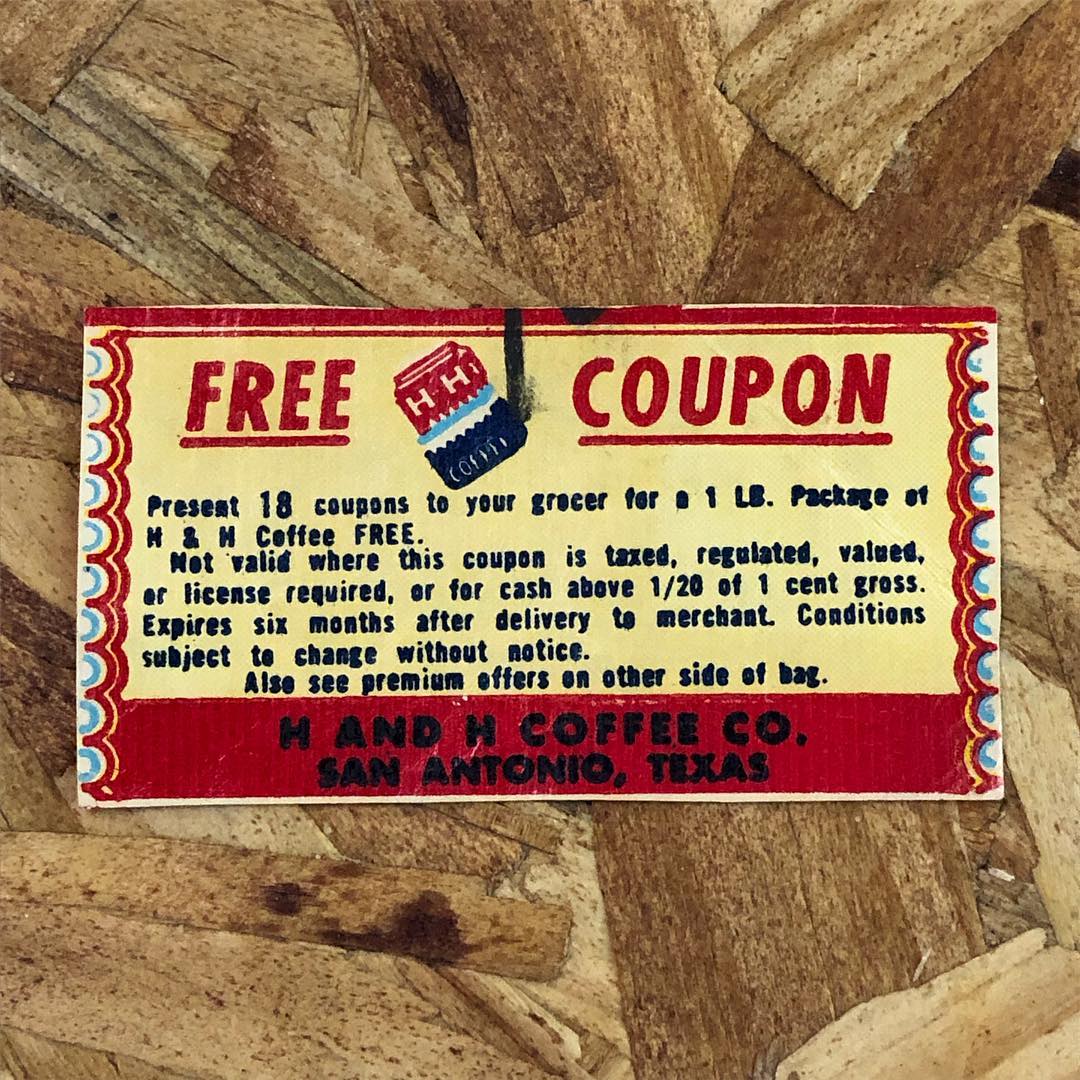 FREE COUPON
H&H
COFFEE
Present 18 coupons to your grocer for a 1 LB. Package of
H & H Coffee FREE.
Not valid where this coupon is taxed, regulated, valued,
or license required, or for cash above 1/20 of 1 cent gross.
Expires six months after delivery to merchant. Conditions
subject to change without notice.
Also see premium offers on other side of bag.
H AND H COFFEE CO.
SAN ANTONIO, TEXAS